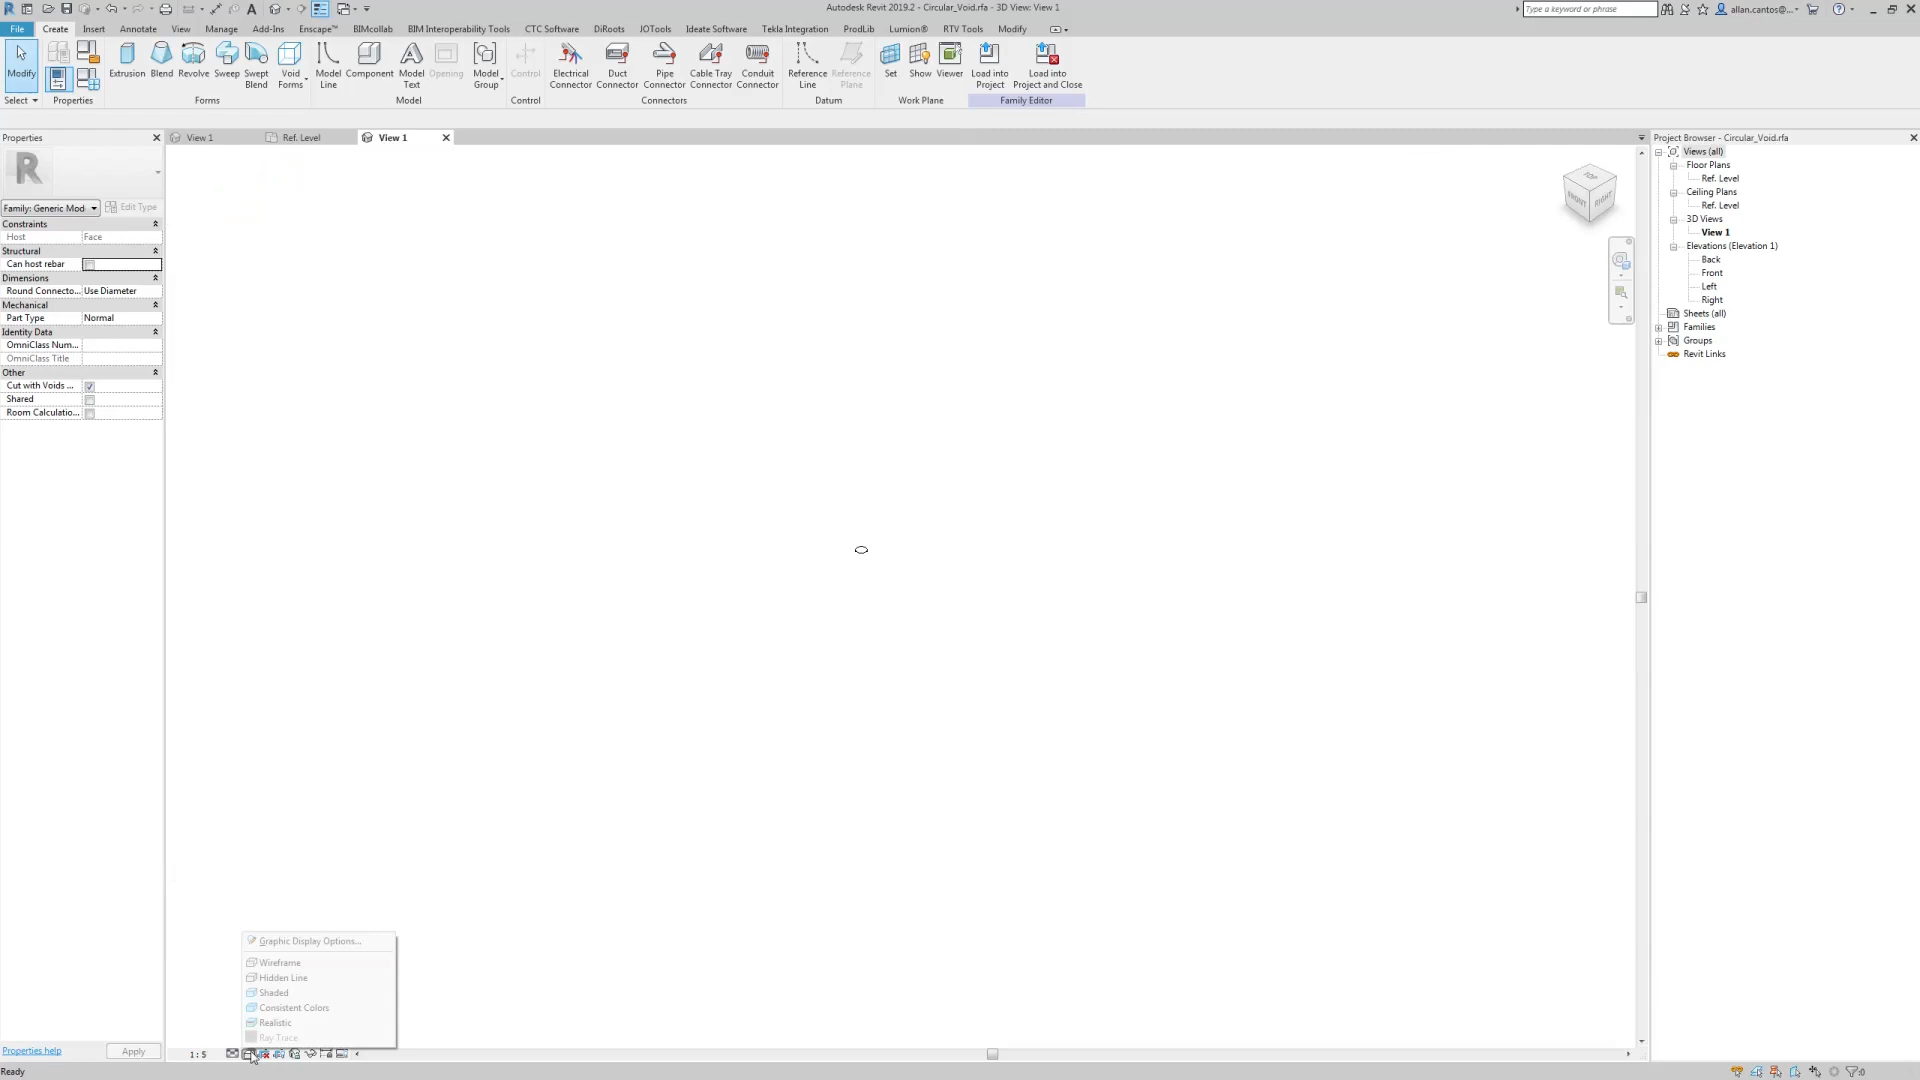 Autodesk Revit 2019.2 - Circular_Void.rfa - 3D View: View 1
Type a keyword or phrase
allan.cantos@...
File Create Insert Annotate View Manage Add-Ins Enscape™ BIMcollab BIM Interoperability Tools CTC Software DiRoots JOTools Ideate Software Tekla Integration ProdLib Lumion® RTV Tools Modify
Modify Extrusion Blend Revolve Sweep Swept Blend Void Forms Model Line Component Model Text Opening Model Group Control Electrical Connector Duct Connector Pipe Connector Cable Tray Connector Conduit Connector Reference Line Reference Plane Set Show Viewer Load into Project Load into Project and Close
Select Properties Forms Model Control Connectors Datum Work Plane Family Editor
Properties
View 1 Ref. Level View 1
Project Browser - Circular_Void.rfa
R
Family: Generic Mod Edit Type
Constraints
Host Face
Structural
Can host rebar
Dimensions
Round Connecto... Use Diameter
Mechanical
Part Type Normal
Identity Data
OmniClass Num...
OmniClass Title
Other
Cut with Voids ...
Shared
Room Calculatio...
TOP
FRONT RIGHT
Views (all)
Floor Plans
Ref. Level
Ceiling Plans
Ref. Level
3D Views
View 1
Elevations (Elevation 1)
Back
Front
Left
Right
Sheets (all)
Families
Groups
Revit Links
Graphic Display Options...
Wireframe
Hidden Line
Shaded
Consistent Colors
Realistic
Ray Trace
Properties help Apply
1 : 5
Ready
:0